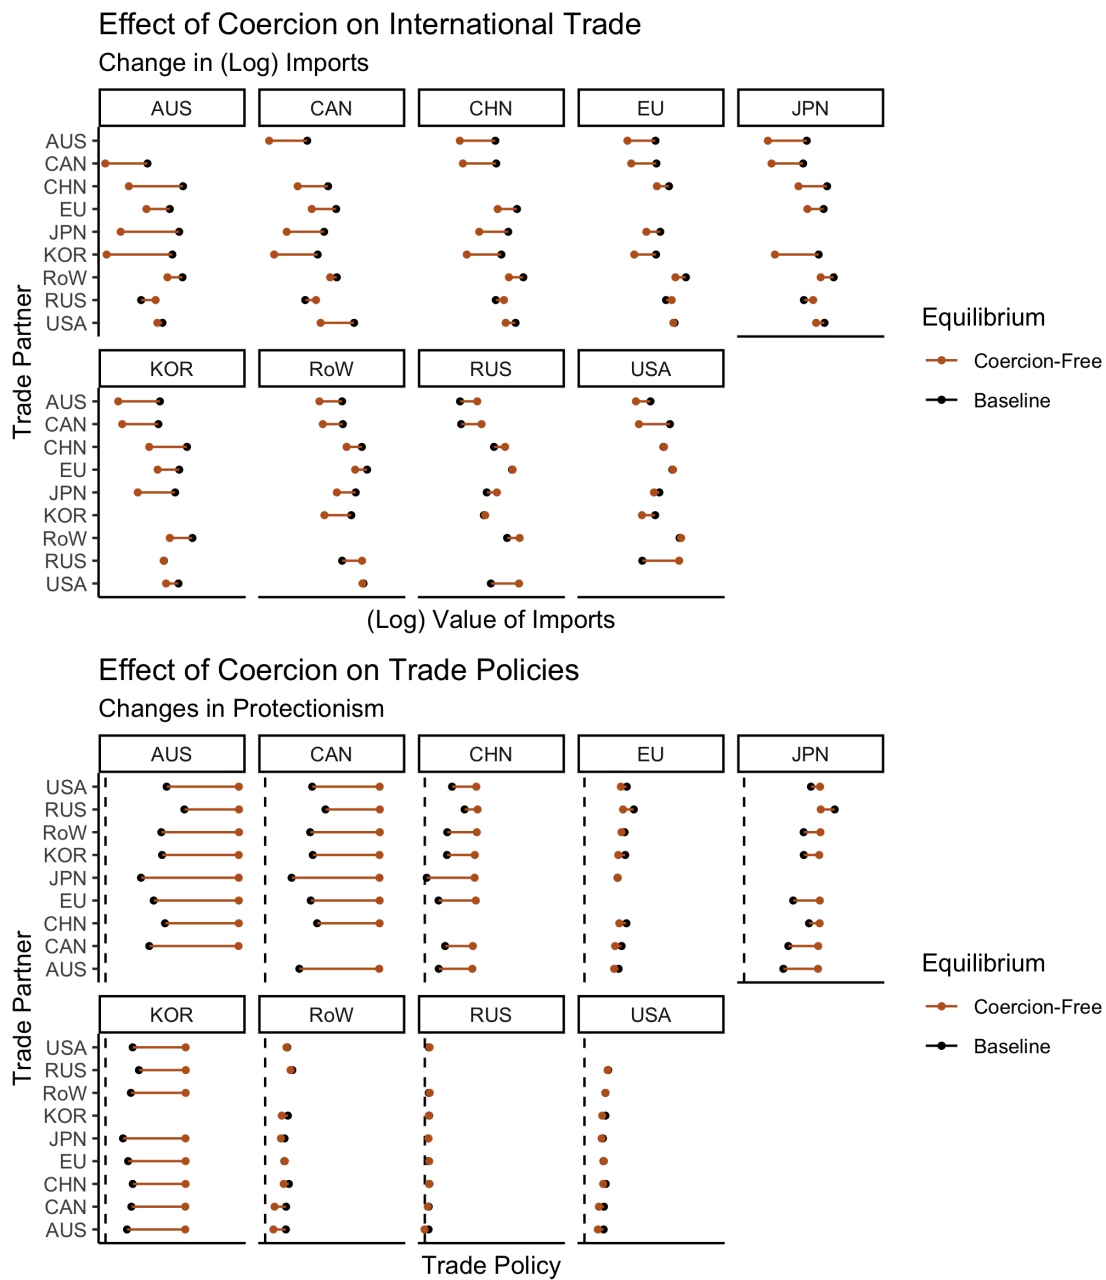 Effect of Coercion on International Trade
Change in (Log) Imports
AUS CAN CHN EU JPN
AUS
CAN
CHN
EU
JPN
KOR
RoW
RUS
USA
KOR RoW RUS USA
AUS
CAN
CHN
EU
JPN
KOR
RoW
RUS
USA
Trade Partner
(Log) Value of Imports
Equilibrium
Coercion-Free
Baseline
Effect of Coercion on Trade Policies
Changes in Protectionism
AUS CAN CHN EU JPN
USA
RUS
RoW
KOR
JPN
EU
CHN
CAN
AUS
KOR RoW RUS USA
USA
RUS
RoW
KOR
JPN
EU
CHN
CAN
AUS
Trade Partner
Trade Policy
Equilibrium
Coercion-Free
Baseline